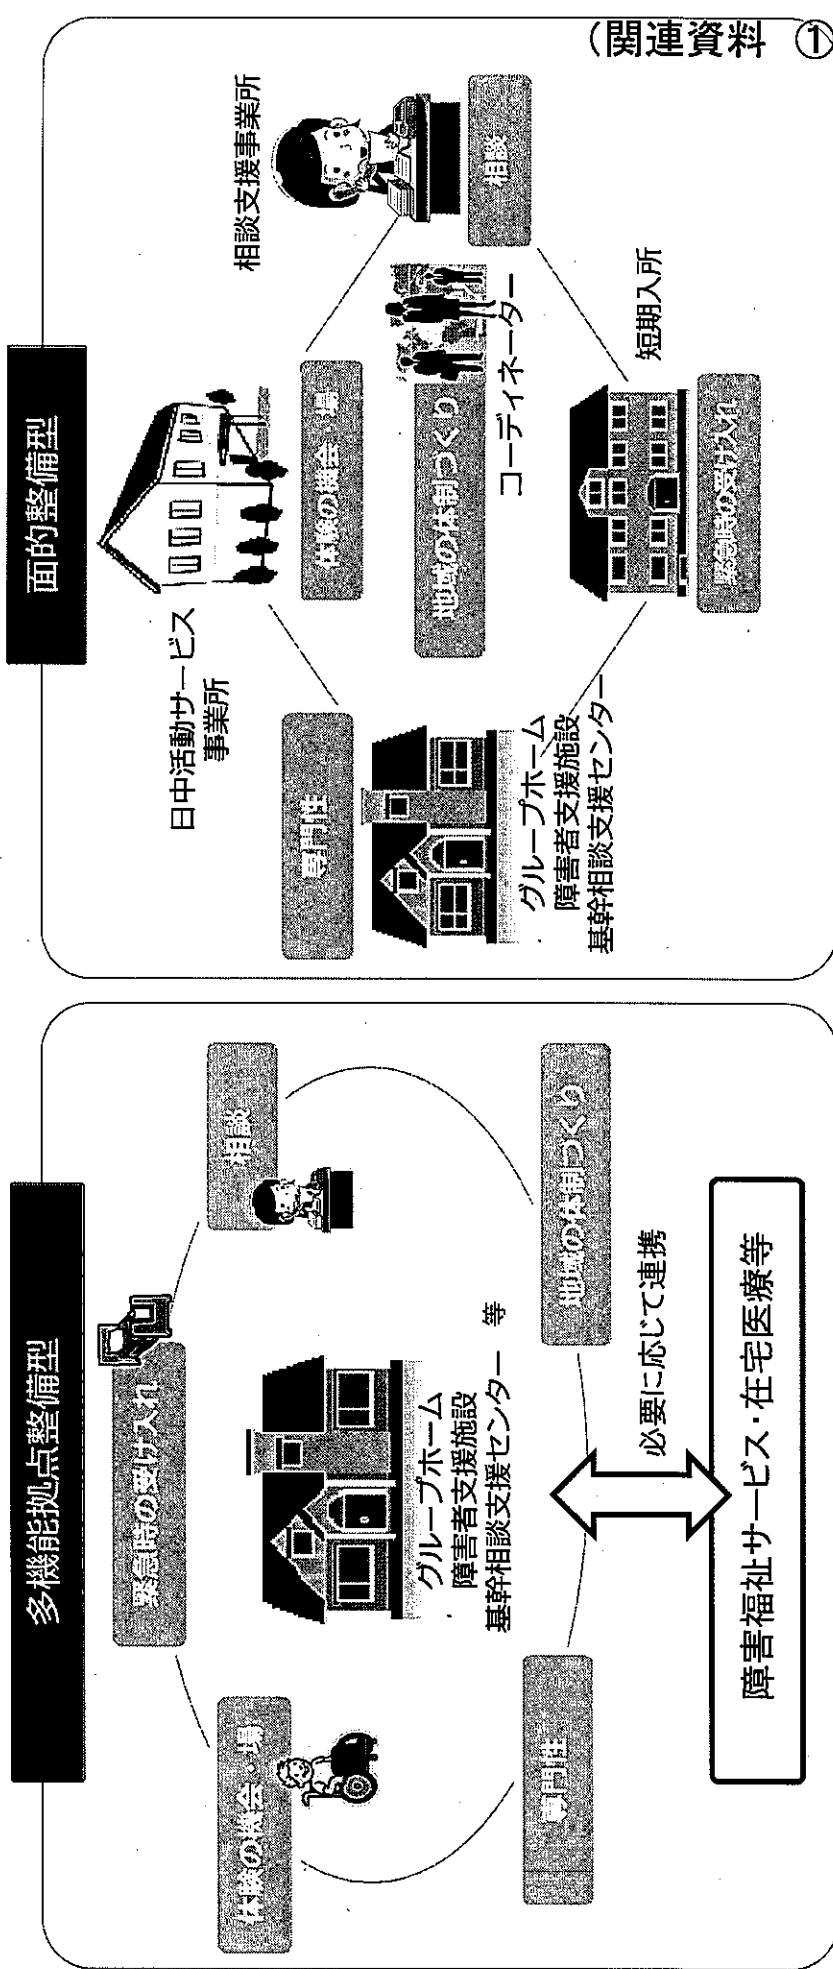 (関連資料 ①
多機能拠点整備型
緊急時の受け入れ
体験の機会・場
相談
グループホーム
障害者支援施設
基幹相談支援センター 等
専門性
地域の体制づくり
必要に応じて連携
障害福祉サービス・在宅医療等
面的整備型
日中活動サービス
事業所
体験の機会・場
相談支援事業所
相談
専門性
グループホーム
障害者支援施設
基幹相談支援センター
地域の体制づくり
コーディネーター
短期入所
緊急時の受け入れ